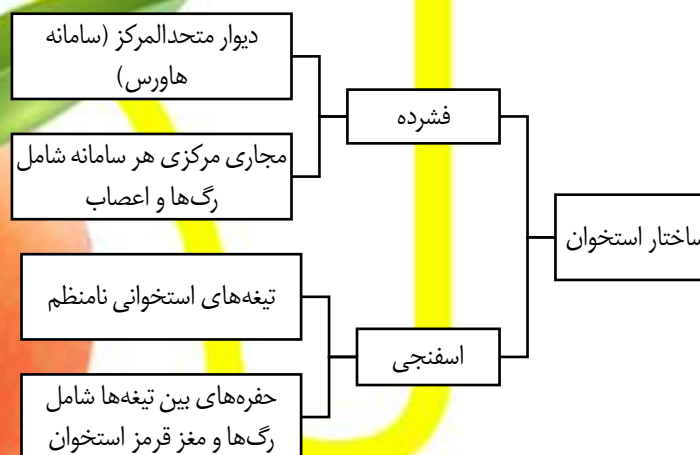 ساختار استخوان
فشرده
دیوار متحدالمرکز (سامانه
هاورس)
مجاری مرکزی هر سامانه شامل
رگ‌ها و اعصاب
اسفنجی
تیغه‌های استخوانی نامنظم
حفره‌های بین تیغه‌ها شامل
رگ‌ها و مغز قرمز استخوان